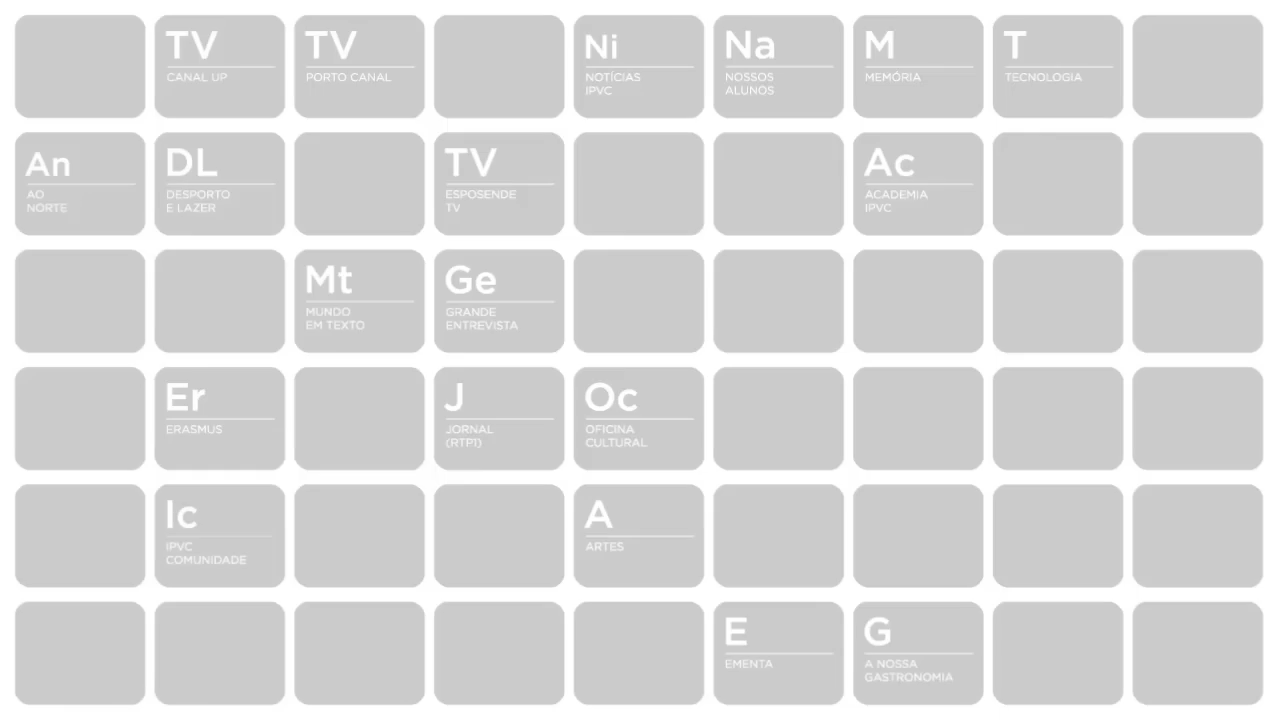 TV
CANAL UP
TV
PORTO CANAL
Ni
NOTÍCIAS
IPVC
Na
NOSSOS
ALUNOS
M
MEMÓRIA
T
TECNOLOGIA
An
AO
NORTE
DL
DESPORTO
E LAZER
TV
ESPOSENDE
TV
Ac
ACADEMIA
IPVC
Mt
MUNDO
EM TEXTO
Ge
GRANDE
ENTREVISTA
Er
ERASMUS
J
JORNAL
(RTP1)
Oc
OFICINA
CULTURAL
Ic
IPVC
COMUNIDADE
A
ARTES
E
EMENTA
G
A NOSSA
GASTRONOMIA